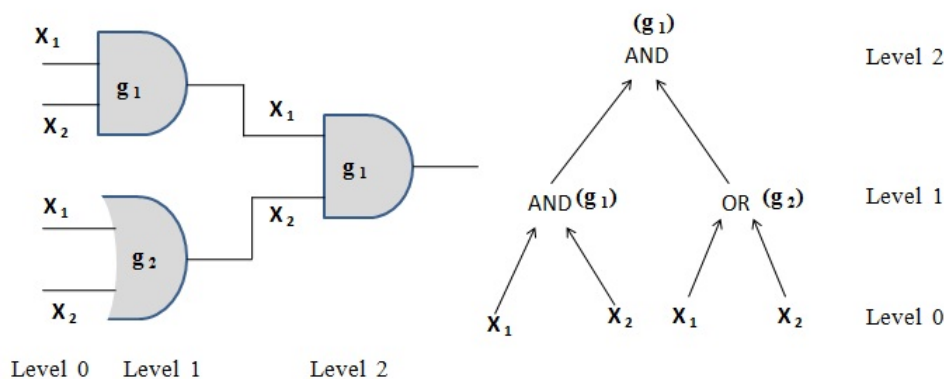 X1
g1
X2
X1
g1
X2
X1
g2
X2
Level 0 Level 1 Level 2
(g1)
AND Level 2
AND (g1) OR (g2) Level 1
X1 X2 X1 X2 Level 0